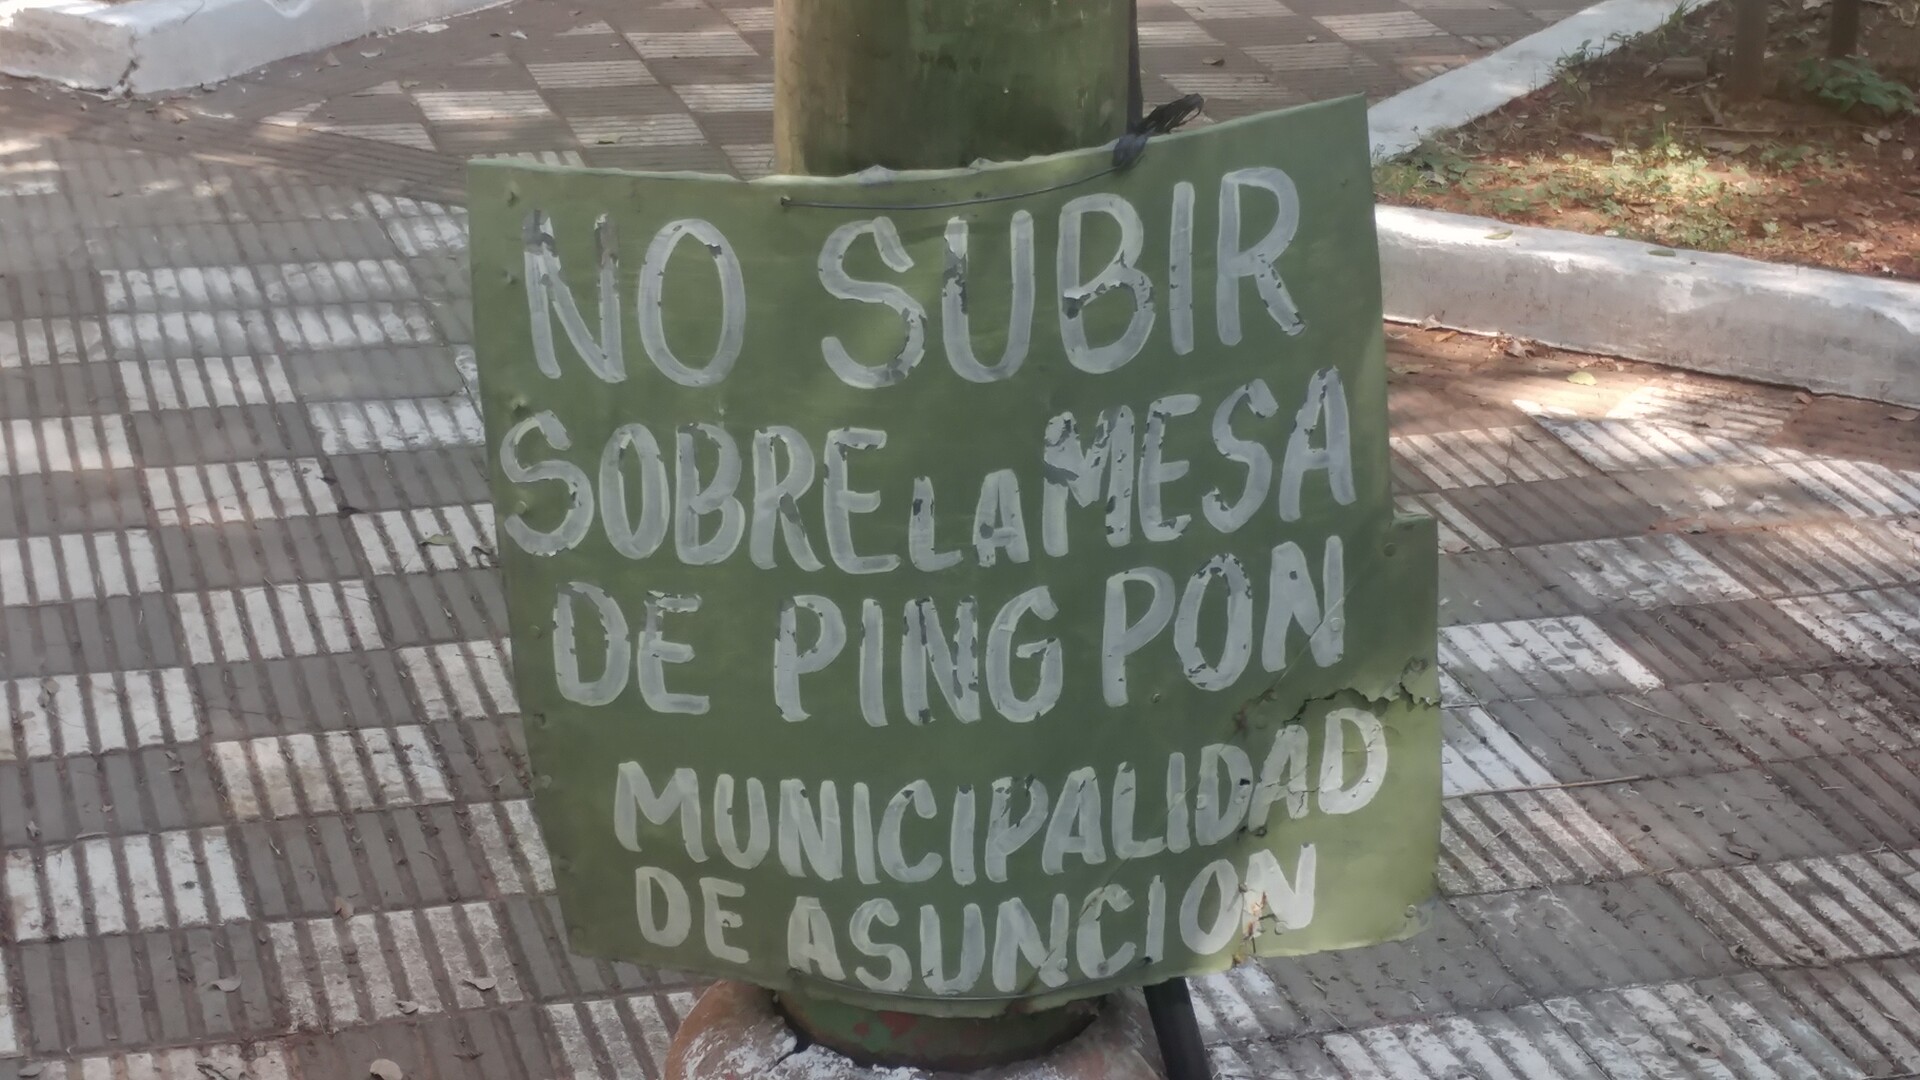 NO SUBIR
SOBRE LA MESA
DE PING PON
MUNICIPALIDAD
DE ASUNCION